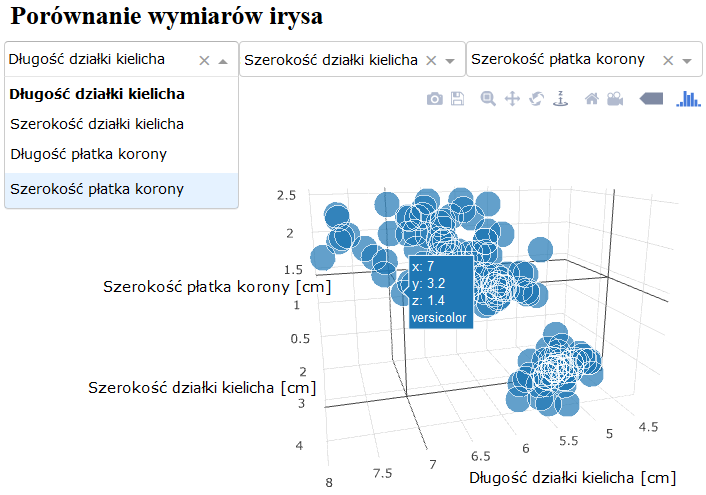 Porównanie wymiarów irysa
Długość działki kielicha × Szerokość działki kielicha × Szerokość płatka korony ×
Długość działki kielicha
Szerokość działki kielicha
Długość płatka korony
Szerokość płatka korony
2.5
2
1.5
1
0.5
Szerokość płatka korony [cm]
x: 7
y: 3.2
z: 1.4
versicolor
2
3
4
Szerokość działki kielicha [cm]
8
7.5
7
6.5
6
5.5
5
4.5
Długość działki kielicha [cm]